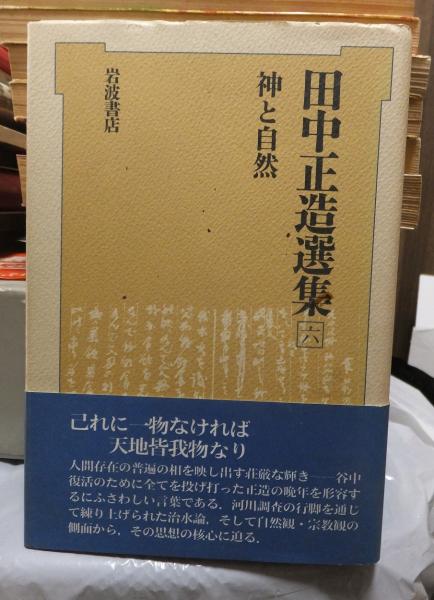 田中正造選集 六
神と自然
岩波書店
己れに一物なければ
天地皆我物なり
人間存在の普遍の相を映し出す荘厳な輝き――谷中
復活のために全てを投げ打った正造の晩年を形容す
るにふさわしい言葉である．河川調査の行脚を通じ
て練り上げられた治水論，そして自然観・宗教観の
側面から，その思想の核心に迫る．